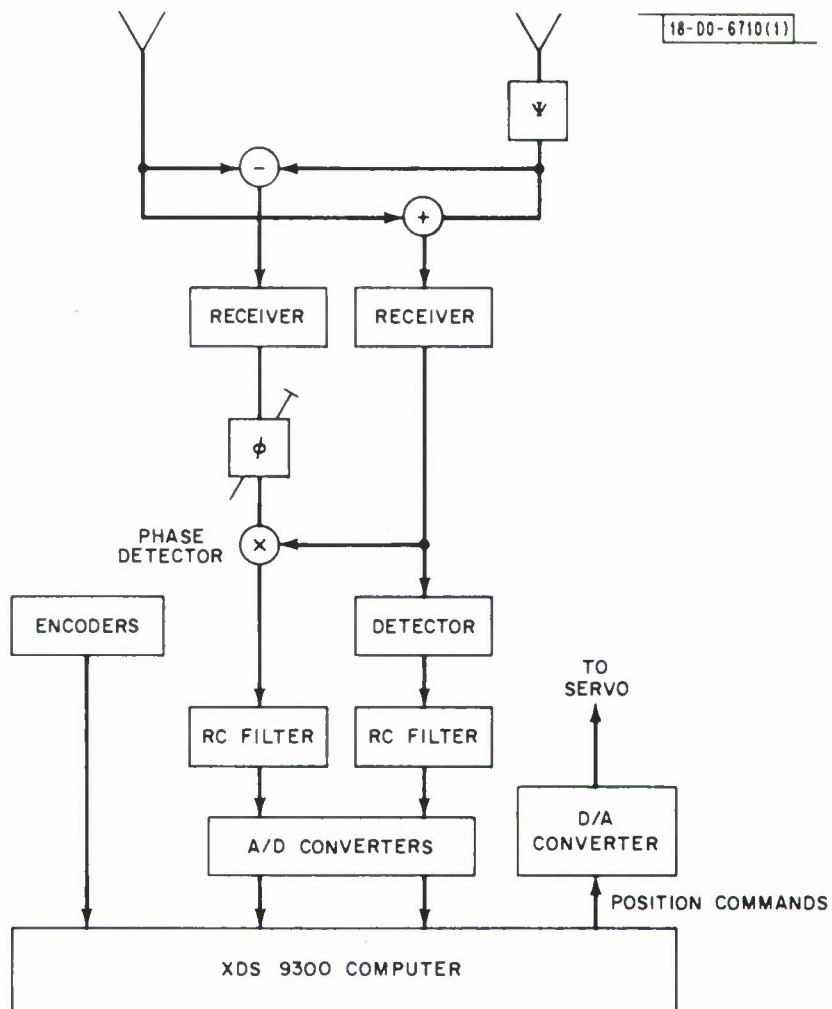 18-DO-6710(1)
Ψ
-
+
RECEIVER
RECEIVER
ϕ
PHASE
DETECTOR
×
ENCODERS
DETECTOR
TO
SERVO
RC FILTER
RC FILTER
A/D CONVERTERS
D/A
CONVERTER
POSITION COMMANDS
XDS 9300 COMPUTER